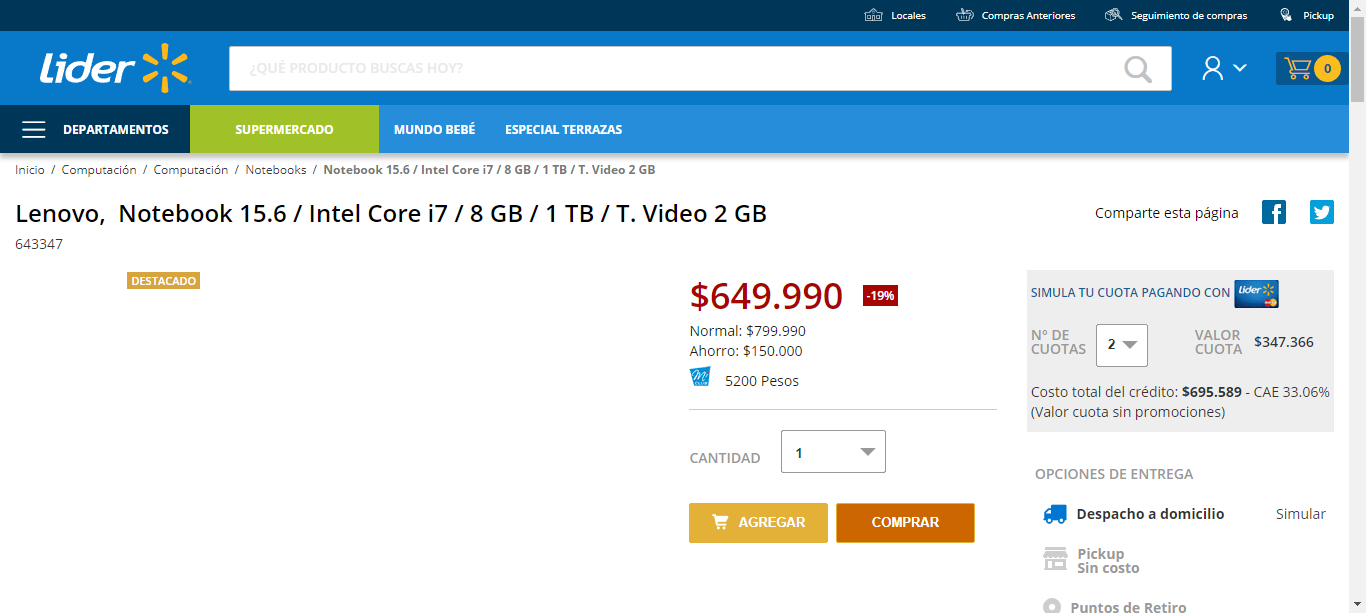 Locales Compras Anteriores Seguimiento de compras Pickup
Lider ¿QUÉ PRODUCTO BUSCAS HOY? 0
DEPARTAMENTOS SUPERMERCADO MUNDO BEBÉ ESPECIAL TERRAZAS
Inicio / Computación / Computación / Notebooks / Notebook 15.6 / Intel Core i7 / 8 GB / 1 TB / T. Video 2 GB
Lenovo, Notebook 15.6 / Intel Core i7 / 8 GB / 1 TB / T. Video 2 GB
Comparte esta página
643347
DESTACADO
$649.990 -19%
Normal: $799.990
Ahorro: $150.000
5200 Pesos
CANTIDAD 1
AGREGAR COMPRAR
SIMULA TU CUOTA PAGANDO CON Lider
N° DE CUOTAS 2 VALOR CUOTA $347.366
Costo total del crédito: $695.589 - CAE 33.06%
(Valor cuota sin promociones)
OPCIONES DE ENTREGA
Despacho a domicilio Simular
Pickup
Sin costo
Puntos de Retiro